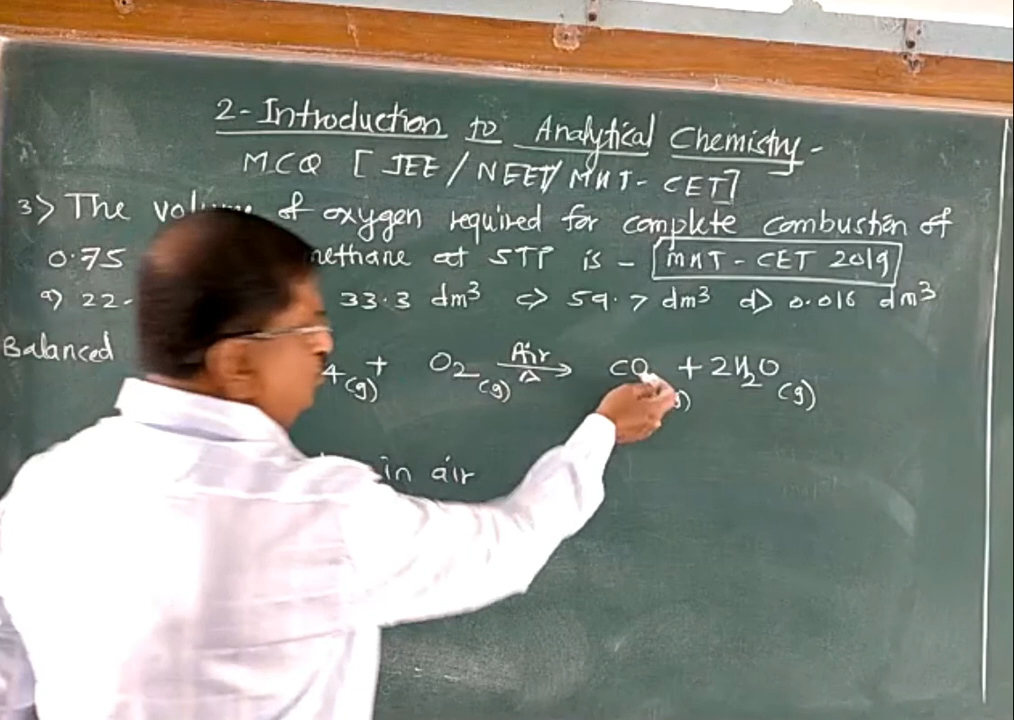 2-Introduction to Analytical Chemistry-
MCQ [JEE/NEET/MHT-CET]
3> The of oxygen required for complete combustion of
0.75 methane at STP is - MHT-CET 2019
a> 22. 33.3 dm³ c> 59.7 dm³ d> 0.016 dm³
Balanced 4(g) + O₂(g) Air Δ → CO + 2H₂O(g)
in air